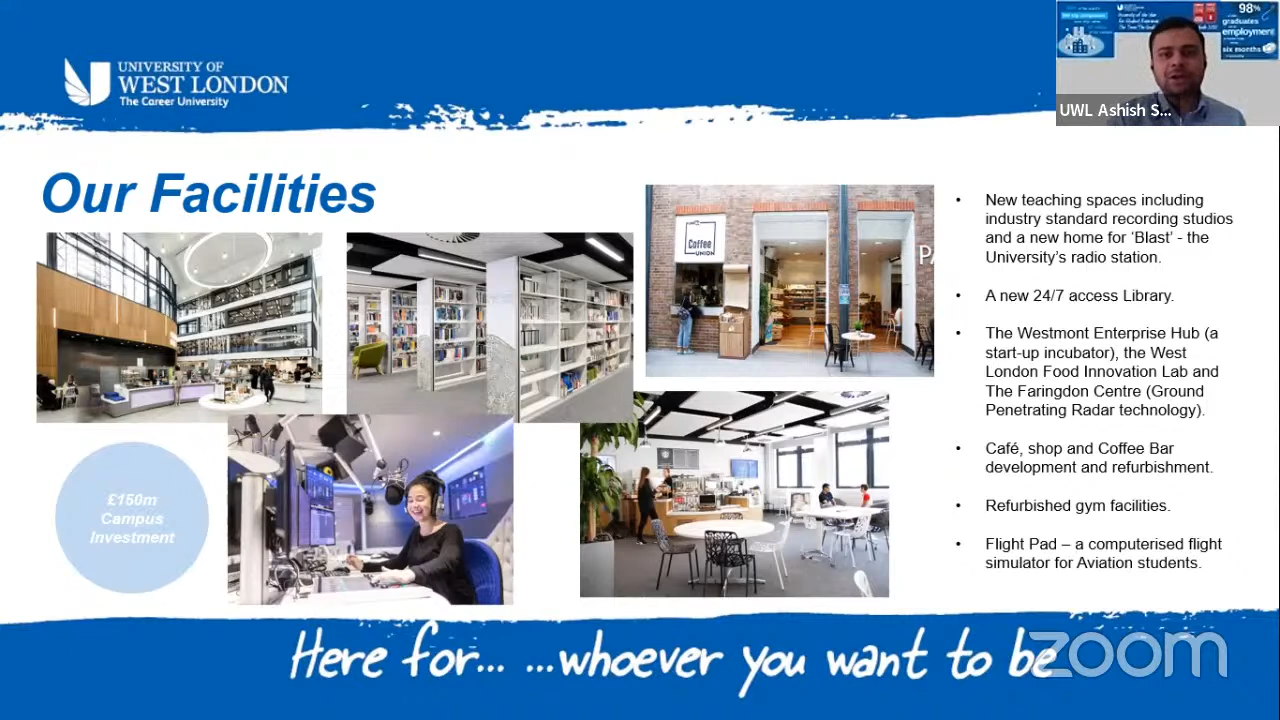 UNIVERSITY OF
WEST LONDON
The Career University
98%
graduates
employment
six months
UWL Ashish S...
Our Facilities
Coffee
UNION
PA
£150m
Campus
Investment
• New teaching spaces including
industry standard recording studios
and a new home for 'Blast' - the
University's radio station.
• A new 24/7 access Library.
• The Westmont Enterprise Hub (a
start-up incubator), the West
London Food Innovation Lab and
The Faringdon Centre (Ground
Penetrating Radar technology).
• Café, shop and Coffee Bar
development and refurbishment.
• Refurbished gym facilities.
• Flight Pad – a computerised flight
simulator for Aviation students.
Here for... ...whoever you want to be
zoom